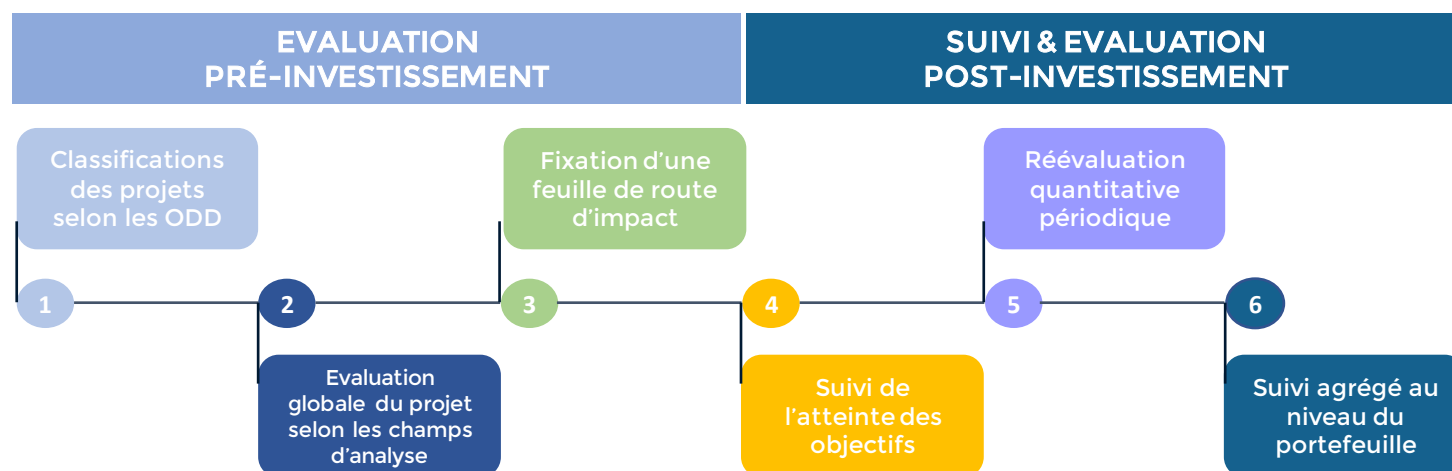 EVALUATION
PRÉ-INVESTISSEMENT
SUIVI & EVALUATION
POST-INVESTISSEMENT
Classifications
des projets
selon les ODD
Fixation d'une
feuille de route
d'impact
Réévaluation
quantitative
périodique
1
2
3
4
5
6
Evaluation
globale du projet
selon les champs
d'analyse
Suivi de
l'atteinte des
objectifs
Suivi agrégé au
niveau du
portefeuille